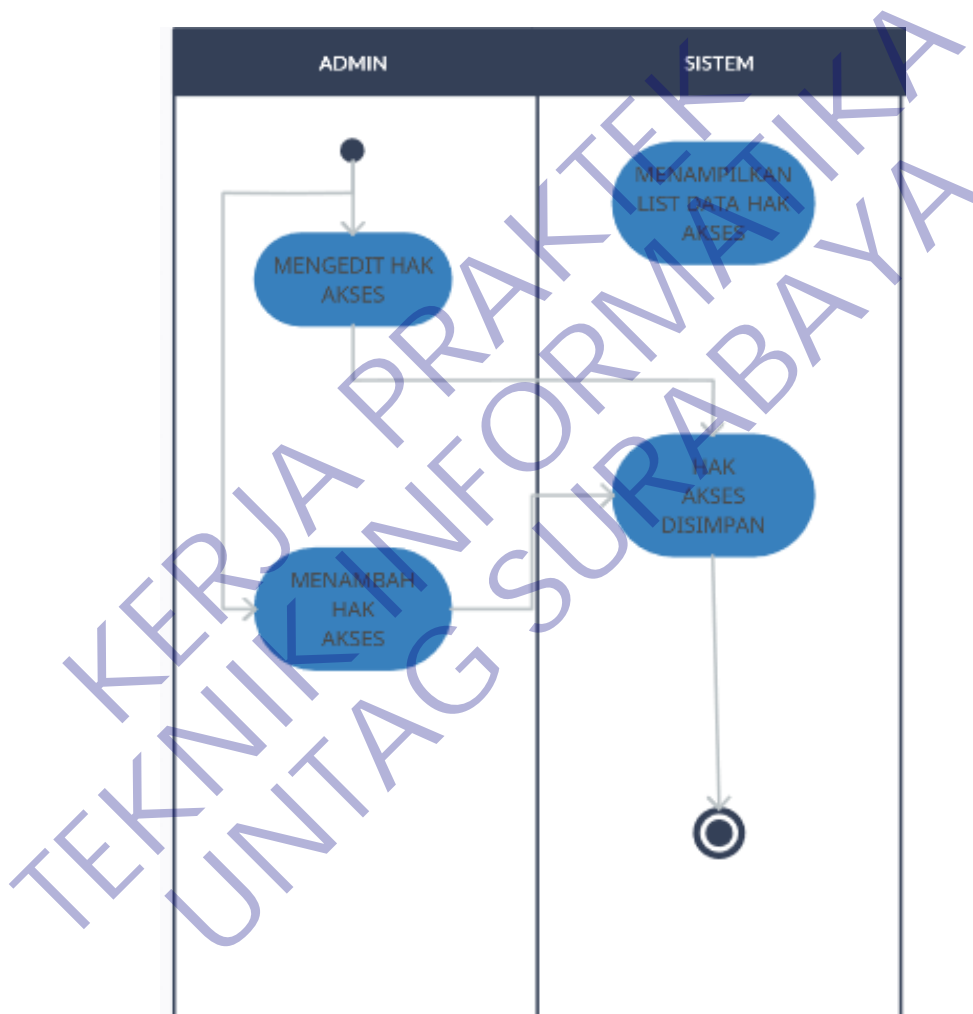 ADMIN
SISTEM
MENAMPILKAN
LIST DATA HAK
AKSES
MENGEDIT HAK
AKSES
HAK
AKSES
DISIMPAN
MENAMBAH
HAK
AKSES
KERJA PRAKTEK
TEKNIK INFORMATIKA
UNTAG SURABAYA